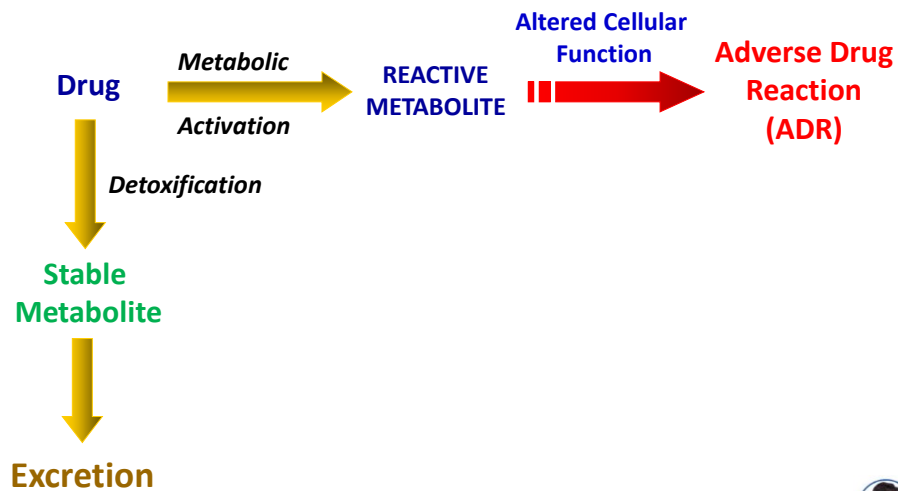 Altered Cellular
Function
Metabolic
Drug
Activation
REACTIVE
METABOLITE
Adverse Drug
Reaction
(ADR)
Detoxification
Stable
Metabolite
Excretion